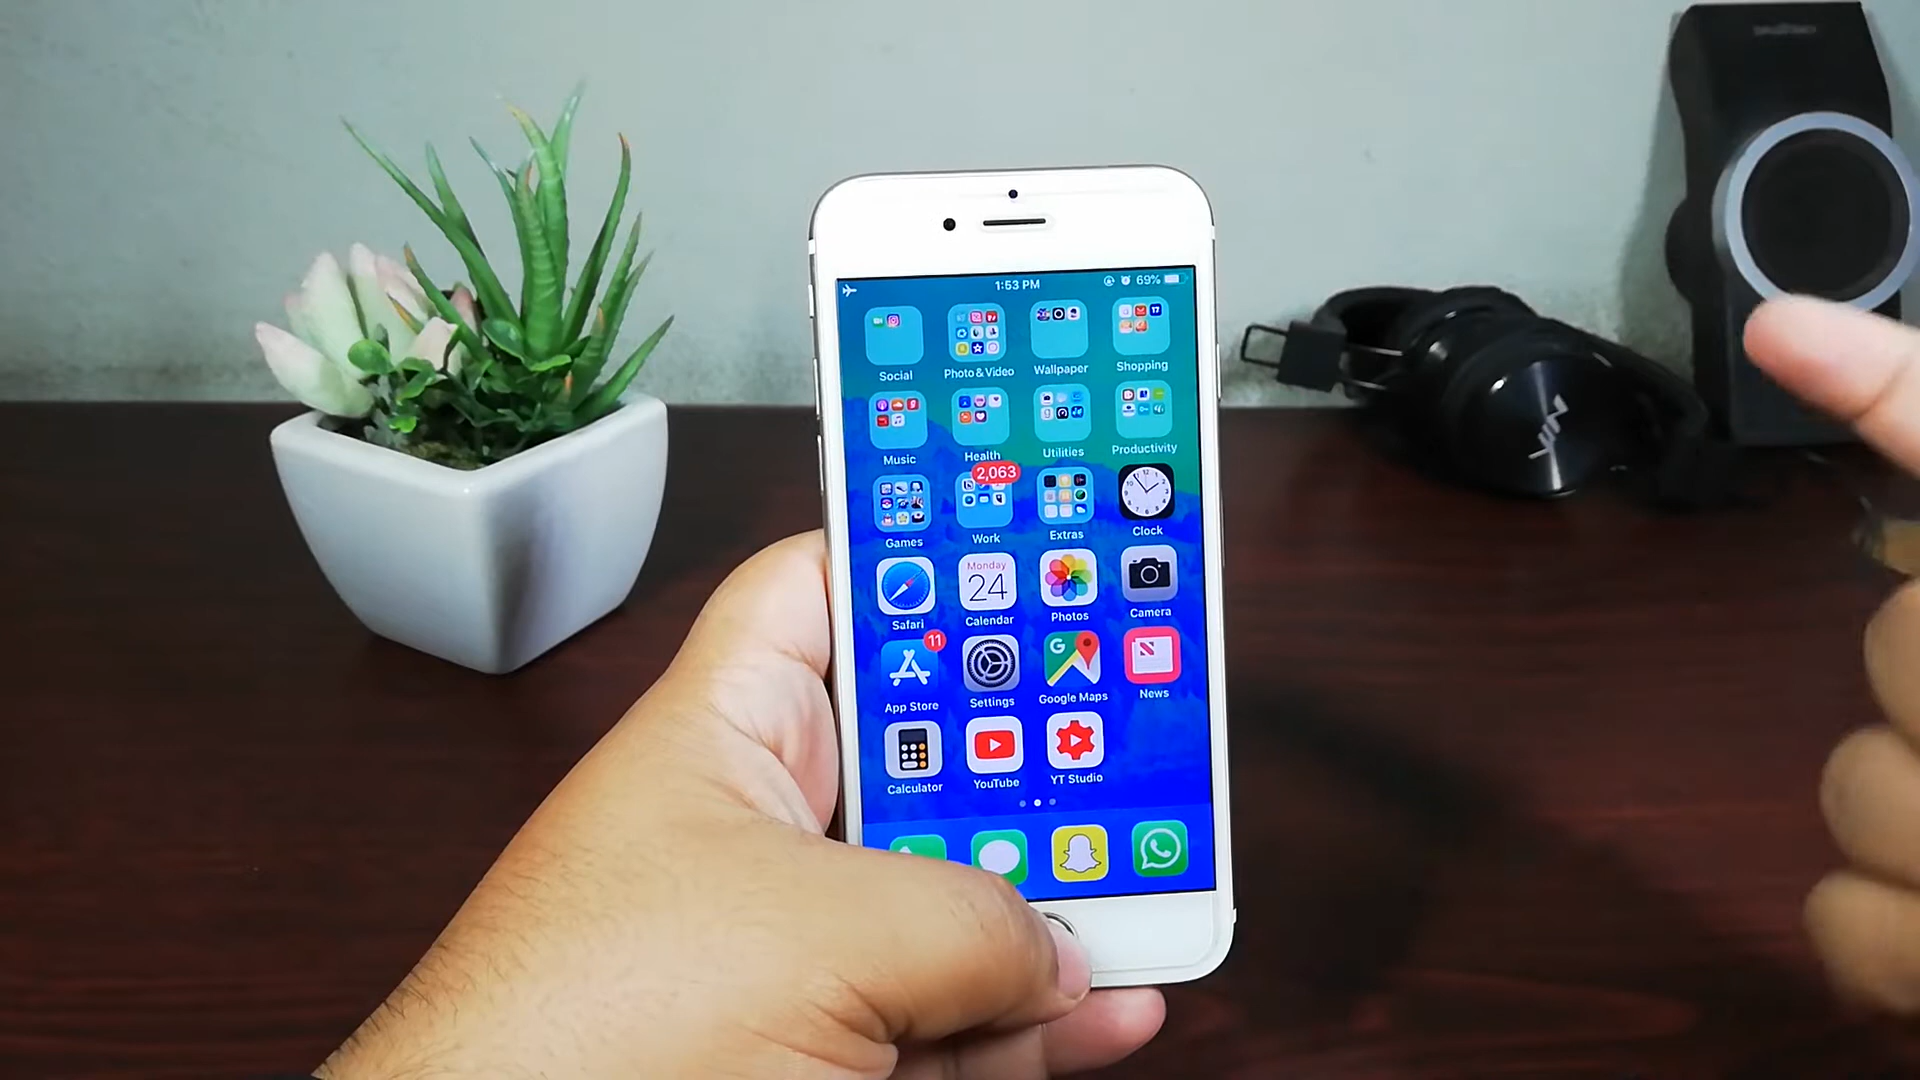 1:53 PM 69%
Social Photo & Video Wallpaper Shopping
Music Health Utilities Productivity
2,063
Games Work Extras Clock
Monday
24
Safari Calendar Photos Camera
11
App Store Settings Google Maps News
Calculator YouTube YT Studio